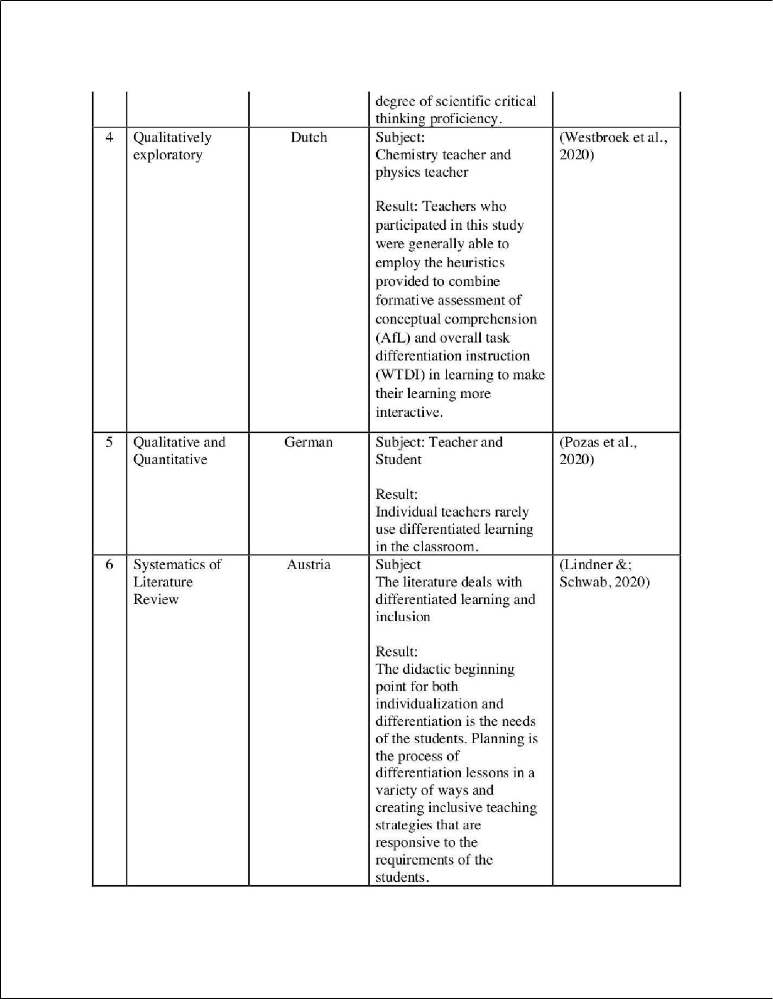 degree of scientific critical
thinking proficiency.
4
Qualitatively
exploratory
Dutch
Subject:
Chemistry teacher and
physics teacher
Result: Teachers who
participated in this study
were generally able to
employ the heuristics
provided to combine
formative assessment of
conceptual comprehension
(AfL) and overall task
differentiation instruction
(WTDI) in learning to make
their learning more
interactive.
(Westbroek et al.,
2020)
5
Qualitative and
Quantitative
German
Subject: Teacher and
Student
Result:
Individual teachers rarely
use differentiated learning
in the classroom.
(Pozas et al.,
2020)
6
Systematics of
Literature
Review
Austria
Subject
The literature deals with
differentiated learning and
inclusion
Result:
The didactic beginning
point for both
individualization and
differentiation is the needs
of the students. Planning is
the process of
differentiation lessons in a
variety of ways and
creating inclusive teaching
strategies that are
responsive to the
requirements of the
students.
(Lindner &;
Schwab, 2020)